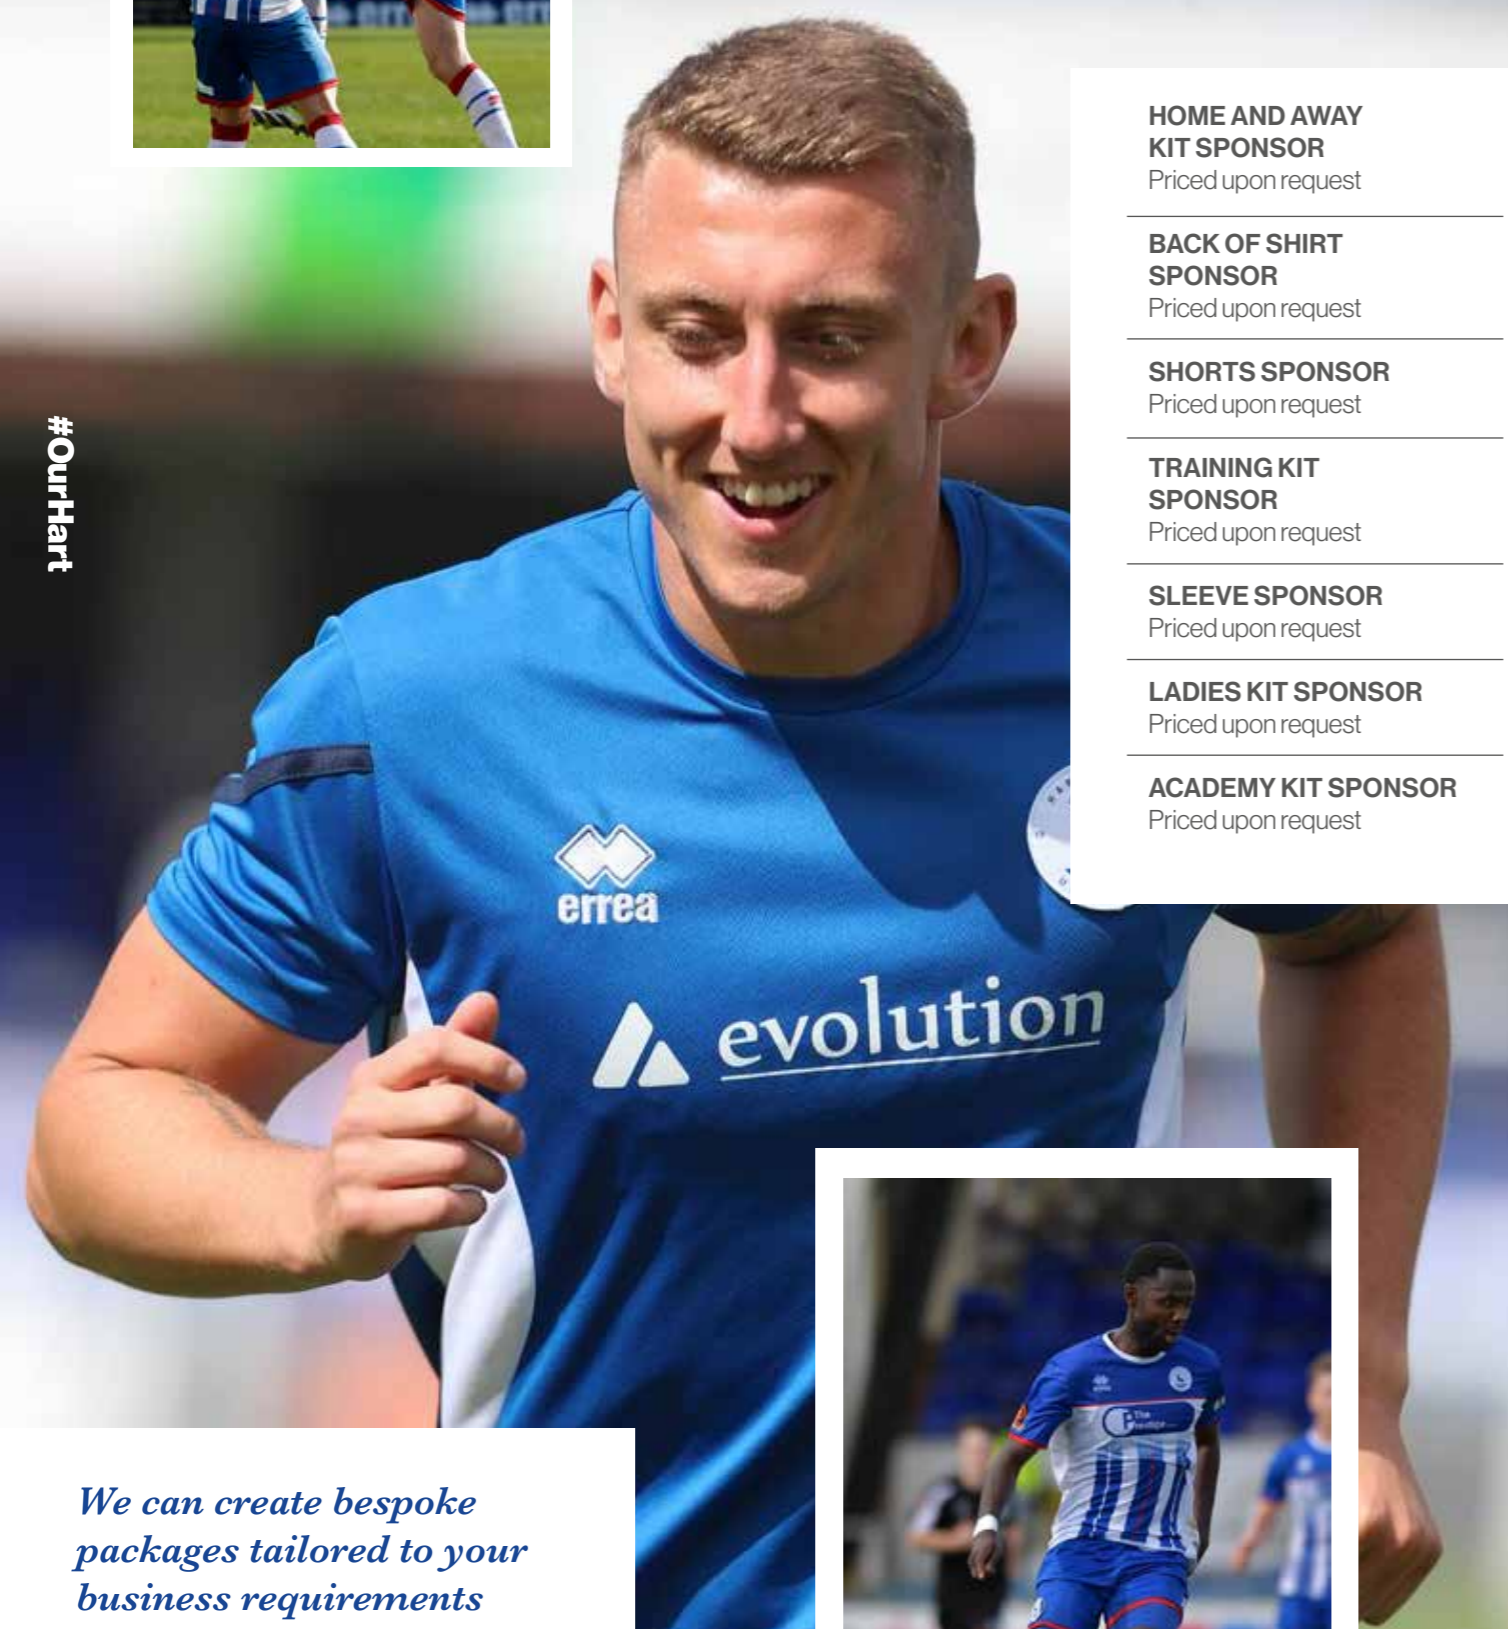 #OurHart
HOME AND AWAY
KIT SPONSOR
Priced upon request
BACK OF SHIRT
SPONSOR
Priced upon request
SHORTS SPONSOR
Priced upon request
TRAINING KIT
SPONSOR
Priced upon request
SLEEVE SPONSOR
Priced upon request
LADIES KIT SPONSOR
Priced upon request
ACADEMY KIT SPONSOR
Priced upon request
errea
evolution
The
Prestige
We can create bespoke
packages tailored to your
business requirements